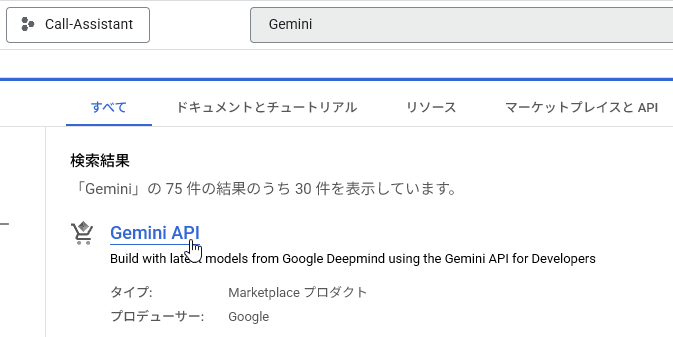 Call-Assistant
Gemini
すべて
ドキュメントとチュートリアル
リソース
マーケットプレイスと API
検索結果
「Gemini」の 75 件の結果のうち 30 件を表示しています。
Gemini API
Build with latest models from Google Deepmind using the Gemini API for Developers
タイプ: Marketplace プロダクト
プロデューサー: Google